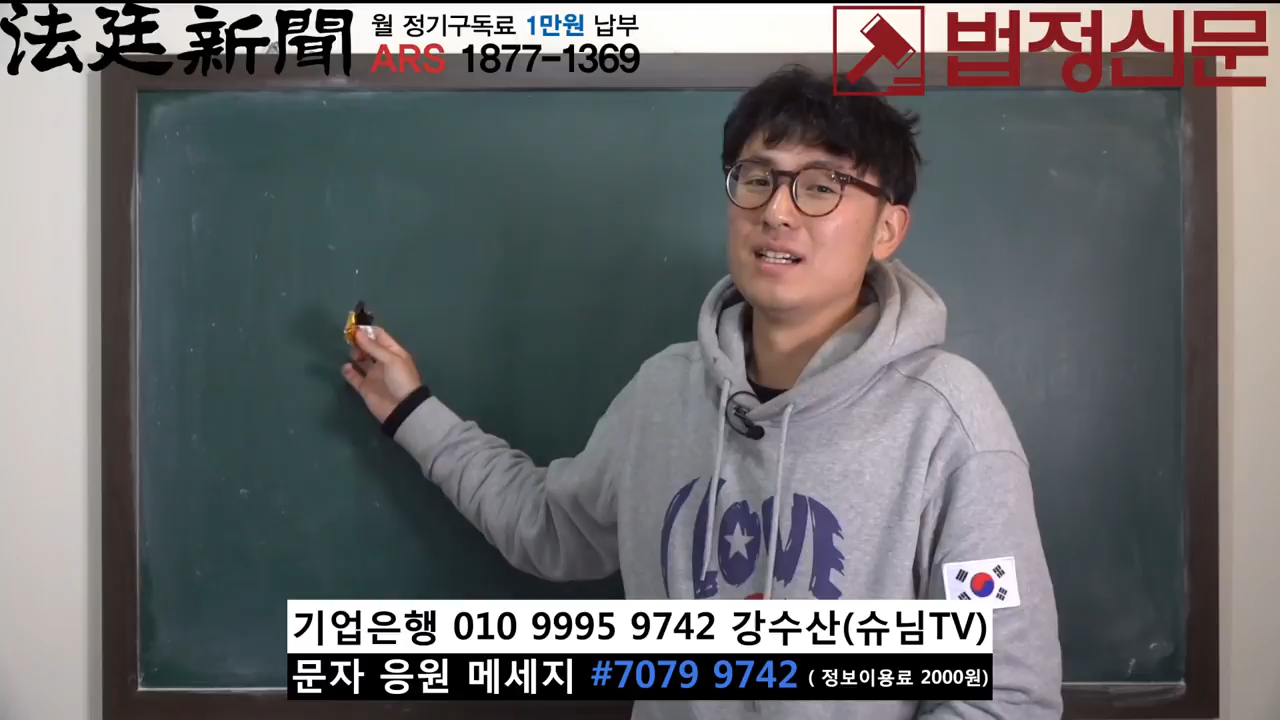 法廷新聞
월 정기구독료 1만원 납부
ARS 1877-1369
법정신문
I LOVE
기업은행 010 9995 9742 강수산(슈님TV)
문자 응원 메세지 #7079 9742 ( 정보이용료 2000원)